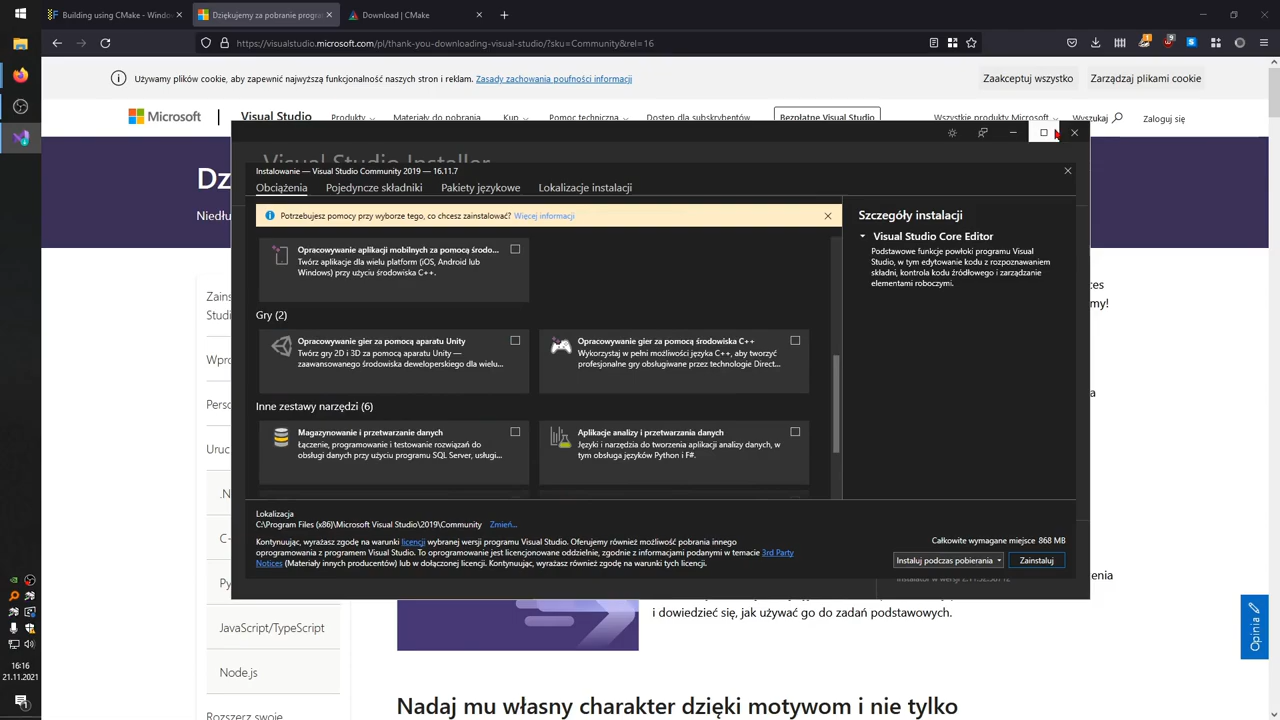 Building using CMake - Windo
Dziękujemy za pobieranie progra
Download | CMake
https://visualstudio.microsoft.com/pl/thank-you-downloading-visual-studio/?sku=Community&rel=16
Używamy plików cookie, aby zapewnić najwyższą funkcjonalność naszych stron i reklam. Zasady zachowania poufności informacji
Zaakceptuj wszystko
Zarządzaj plikami cookie
Microsoft
Visual Studio
Produkty
Materiały do pobrania
Kup
Pomoc techniczna
Dostęp dla subskrybentów
Bezpłatne Visual Studio
Wszystkie produkty Microsoft
Wyszukaj
Zaloguj się
Visual Studio Installer
Instalowanie — Visual Studio Community 2019 — 16.11.7
Obciążenia
Pojedyncze składniki
Pakiety językowe
Lokalizacje instalacji
Potrzebujesz pomocy przy wyborze tego, co chcesz zainstalować? Więcej informacji
Opracowywanie aplikacji mobilnych za pomocą środo...
Twórz aplikacje dla wielu platform (iOS, Android lub
Windows) przy użyciu środowiska C++.
Gry (2)
Opracowywanie gier za pomocą aparatu Unity
Twórz gry 2D i 3D za pomocą aparatu Unity —
zaawansowanego środowiska deweloperskiego dla wielu...
Opracowywanie gier za pomocą środowiska C++
Wykorzystaj w pełni możliwości języka C++, aby tworzyć
profesjonalne gry obsługiwane przez technologie Direct...
Inne zestawy narzędzi (6)
Magazynowanie i przetwarzanie danych
Łączenie, programowanie i testowanie rozwiązań do
obsługi danych przy użyciu programu SQL Server, usługi...
Aplikacje analizy i przetwarzania danych
Języki i narzędzia do tworzenia aplikacji analizy danych, w
tym obsługa języków Python i F#.
Szczegóły instalacji
Visual Studio Core Editor
Podstawowe funkcje powłoki programu Visual
Studio, w tym edytowanie kodu z rozpoznawaniem
składni, kontrola kodu źródłowego i zarządzanie
elementami roboczymi.
Lokalizacja
C:\Program Files (x86)\Microsoft Visual Studio\2019\Community Zmień...
Kontynuując, wyrażasz zgodę na warunki licencji wybranej wersji programu Visual Studio. Oferujemy również możliwość pobrania innego
oprogramowania z programem Visual Studio. To oprogramowanie jest licencjonowane oddzielnie, zgodnie z informacjami podanymi w temacie 3rd Party
Notices (Materiały innych producentów) lub w dołączonej licencji. Kontynuując, wyrażasz również zgodę na warunki tych licencji.
Całkowite wymagane miejsce 868 MB
Instaluj podczas pobierania
Zainstaluj
Dz
Niedłu
Zains
Studi
Wpro
Perso
Uruc
.N
C-
Py
JavaScript/TypeScript
Node.js
Rozszerz swoje
i dowiedzieć się, jak używać go do zadań podstawowych.
Nadaj mu własny charakter dzięki motywom i nie tylko
Opinia
16:16
21.11.2021